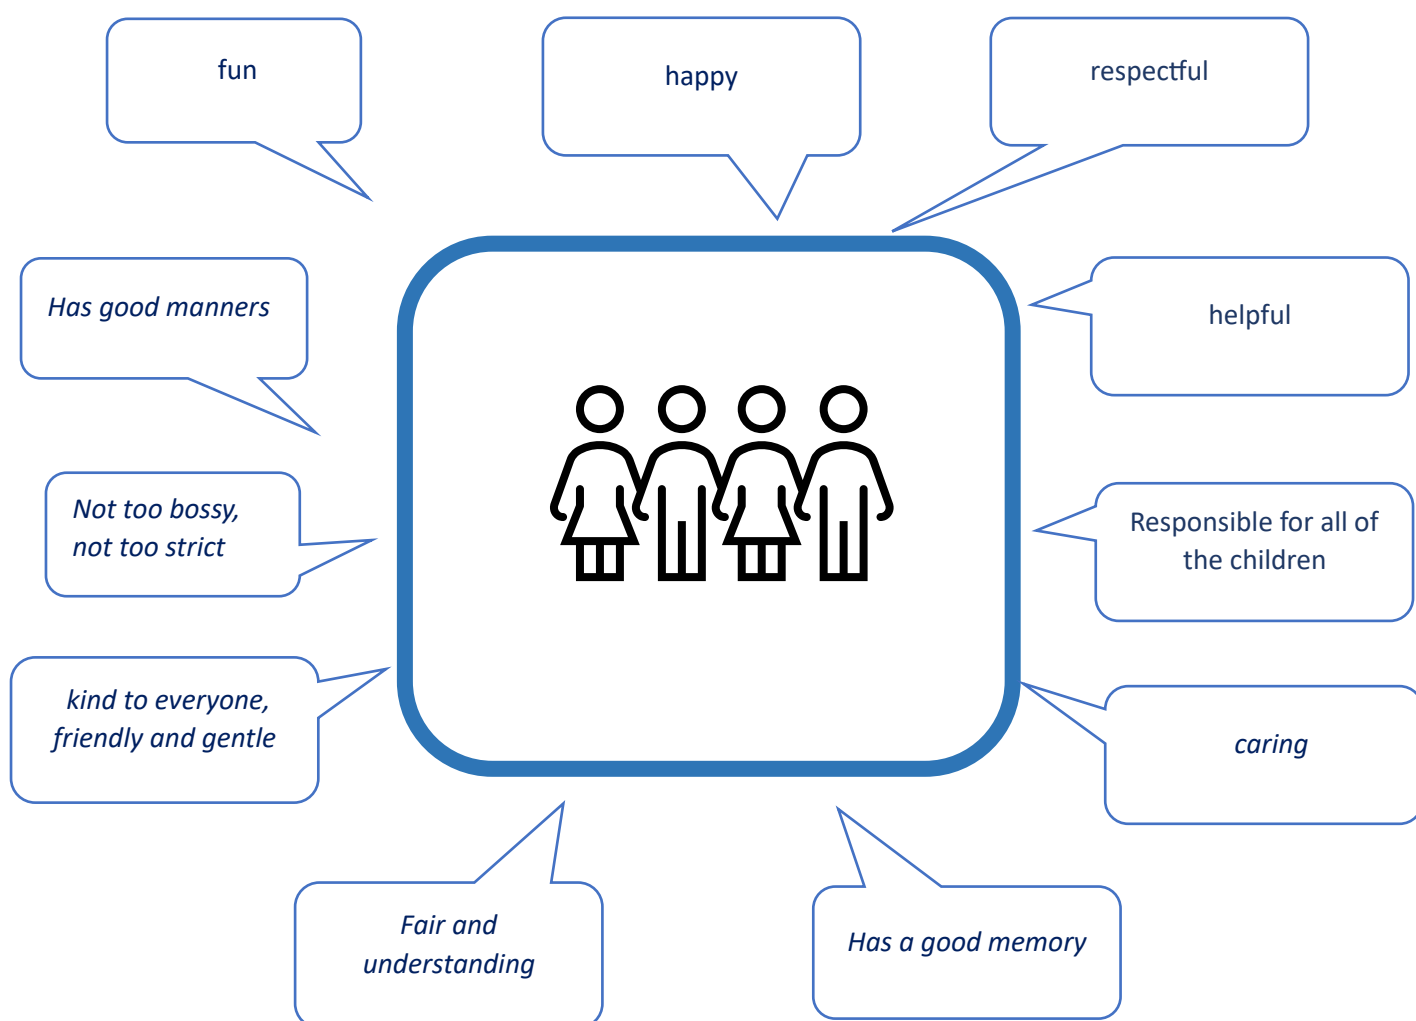 fun
happy
respectful
Has good manners
helpful
Not too bossy,
not too strict
Responsible for all of
the children
kind to everyone,
friendly and gentle
caring
Fair and
understanding
Has a good memory